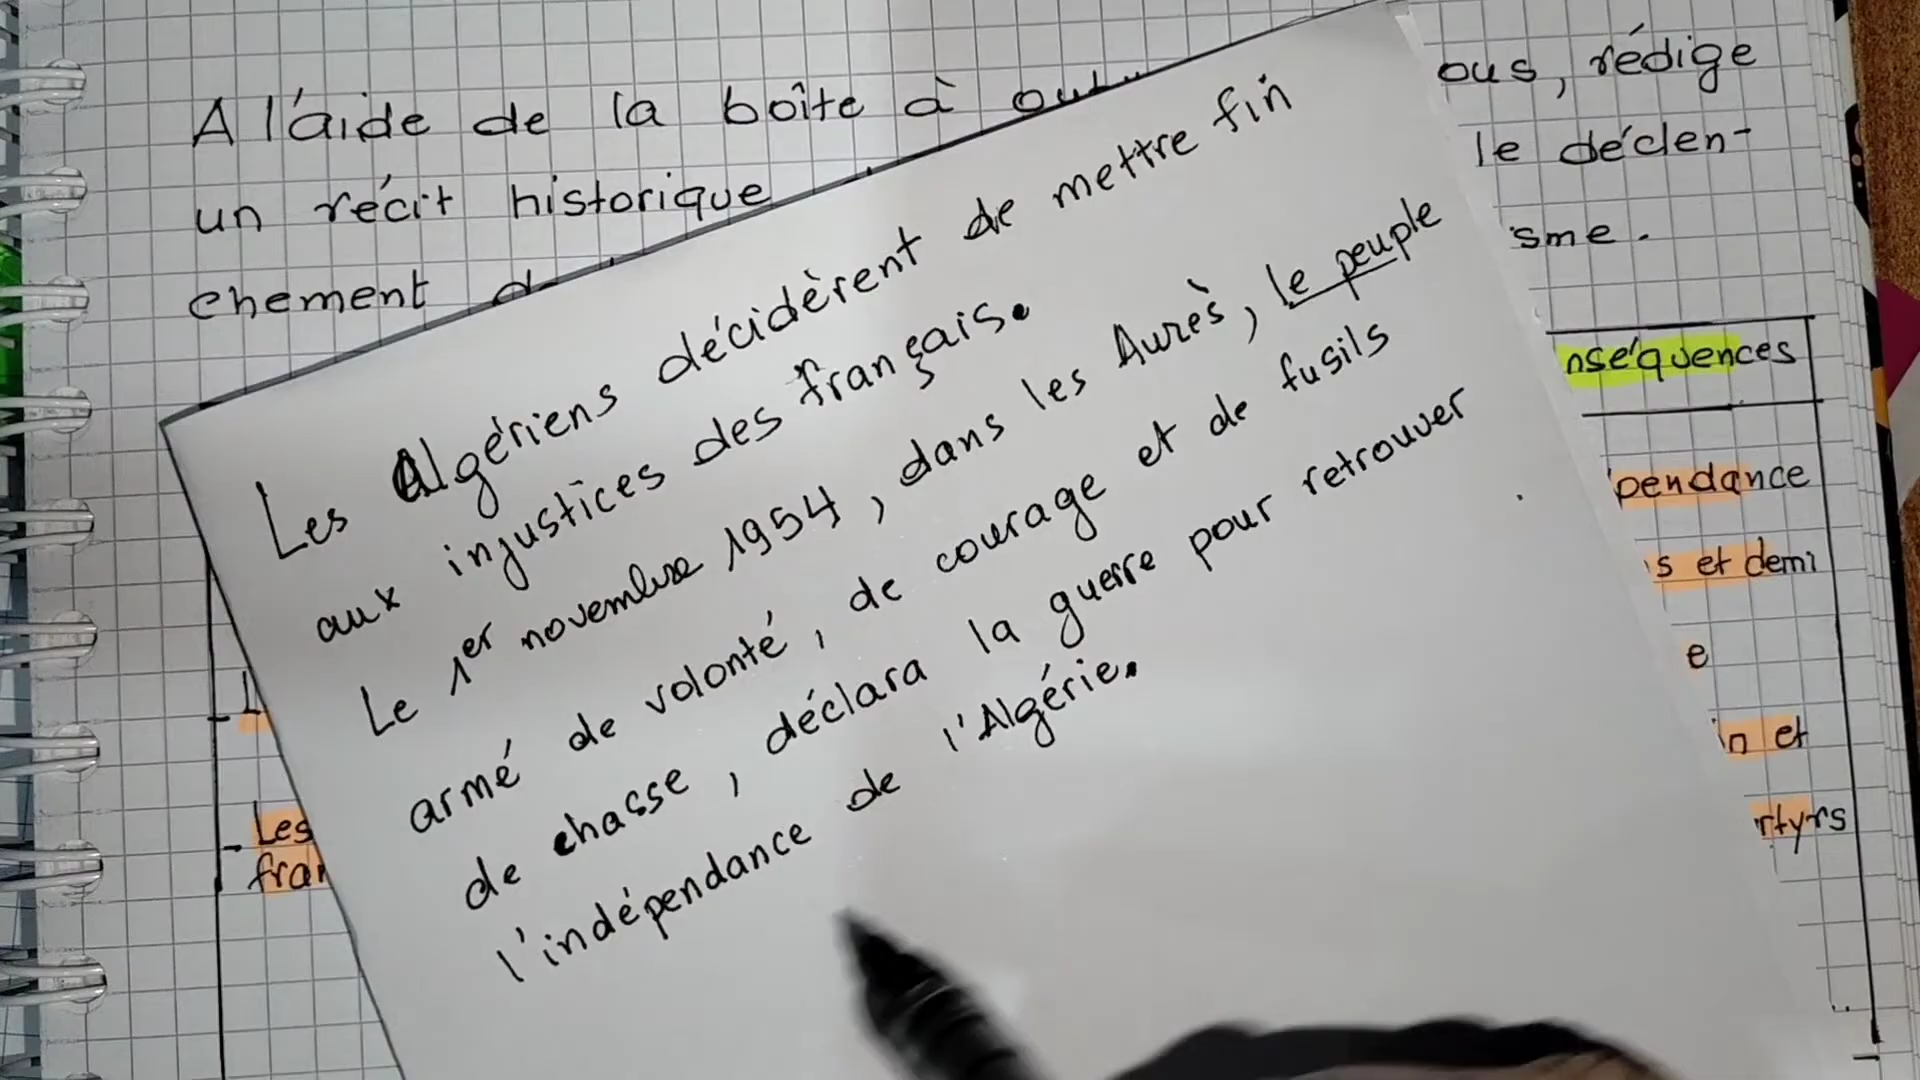 A l'aide de la boîte à
un récit historique
chement
ous, rédige
le déclen-
sme.
nséquences
pendance
s et demi
e
in et
rtyrs
- Les
fran
Les Algériens décidèrent de mettre fin
aux injustices des français.
Le 1er novembre 1954, dans les Aurès, le peuple
armé de volonté, de courage et de fusils
de chasse, déclara la guerre pour retrouver
l'indépendance de l'Algérie.